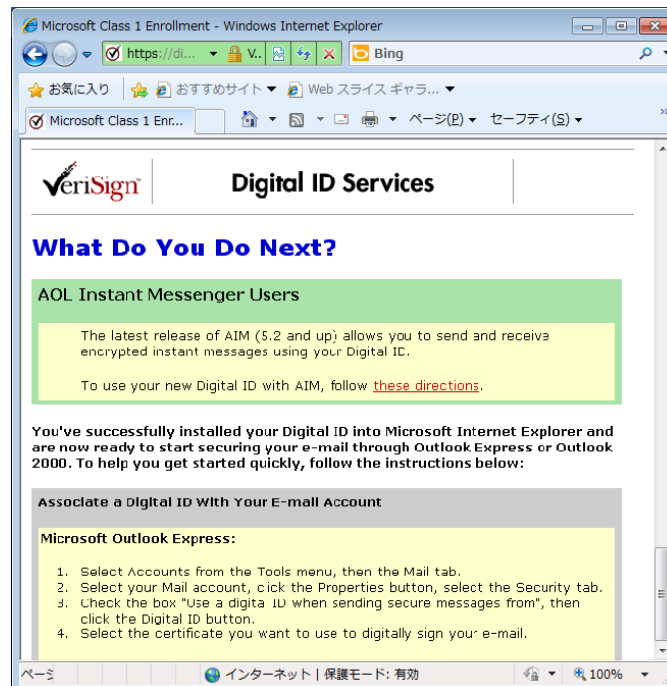 Microsoft Class 1 Enrollment - Windows Internet Explorer
https://di... V.. Bing
お気に入り おすすめサイト ▼ Web スライス ギャラ... ▼
Microsoft Class 1 Enr... ページ(P) セーフティ(S) »
VeriSign Digital ID Services
What Do You Do Next?
AOL Instant Messenger Users
The latest release of AIM (5.2 and up) allows you to send and receive
encrypted instant messages using your Digital ID.
To use your new Digital ID with AIM, follow these directions.
You've successfully installed your Digital ID into Microsoft Internet Explorer and
are now ready to start securing your e-mail through Outlook Express or Outlook
2000. To help you get started quickly, follow the instructions below:
Associate a Digital ID With Your E-mail Account
Microsoft Outlook Express:
1. Select Accounts from the Tools menu, then the Mail tab.
2. Select your Mail account, click the Properties button, select the Security tab.
3. Check the box "Use a digital ID when sending secure messages from", then
click the Digital ID button.
4. Select the certificate you want to use to digitally sign your e-mail.
インターネット | 保護モード: 有効 100%